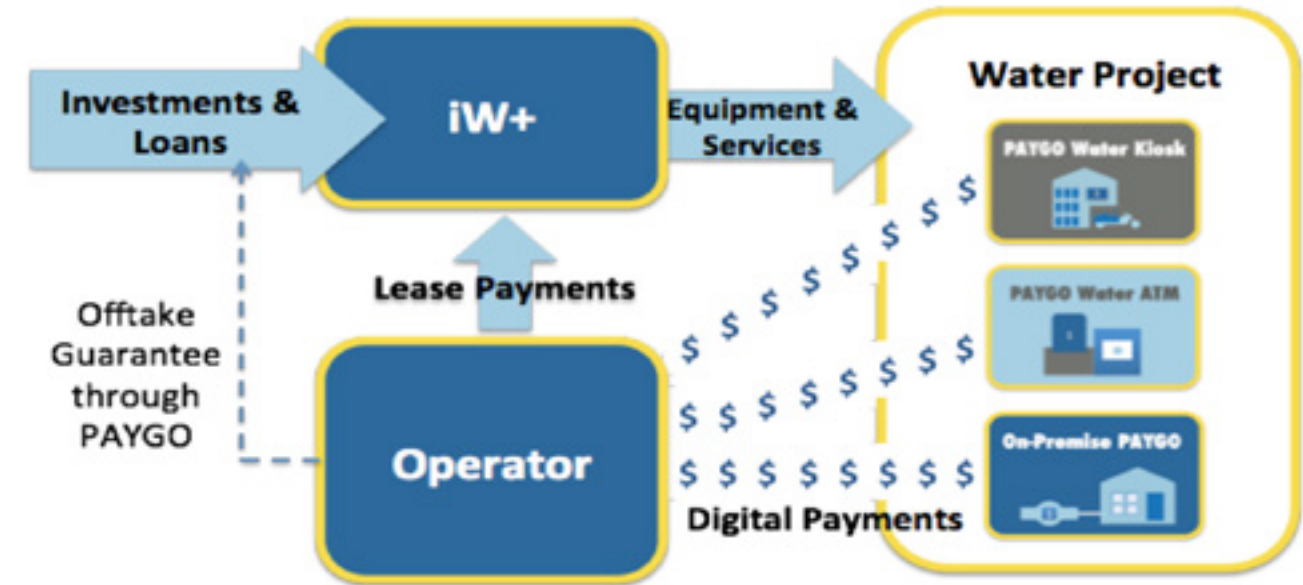 Investments &
Loans
iW+
Equipment &
Services
Water Project
PAYGO Water Kiosk
PAYGO Water ATM
On-Premise PAYGO
Lease Payments
Offtake
Guarantee
through
PAYGO
Operator
$ $ $ $ $ $ $ $
$ $ $ $ $ $ $ $
$ $ $ $ $ $ $ $
Digital Payments